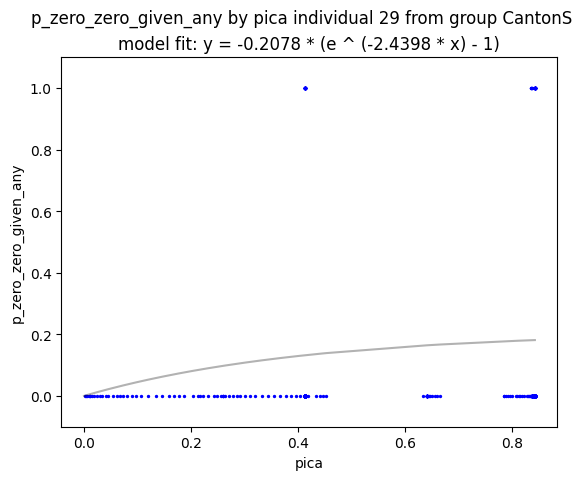 p_zero_zero_given_any by pica individual 29 from group CantonS
model fit: y = -0.2078 * (e ^ (-2.4398 * x) - 1)
1.0
0.8
0.6
0.4
0.2
0.0
p_zero_zero_given_any
0.0 0.2 0.4 0.6 0.8
pica